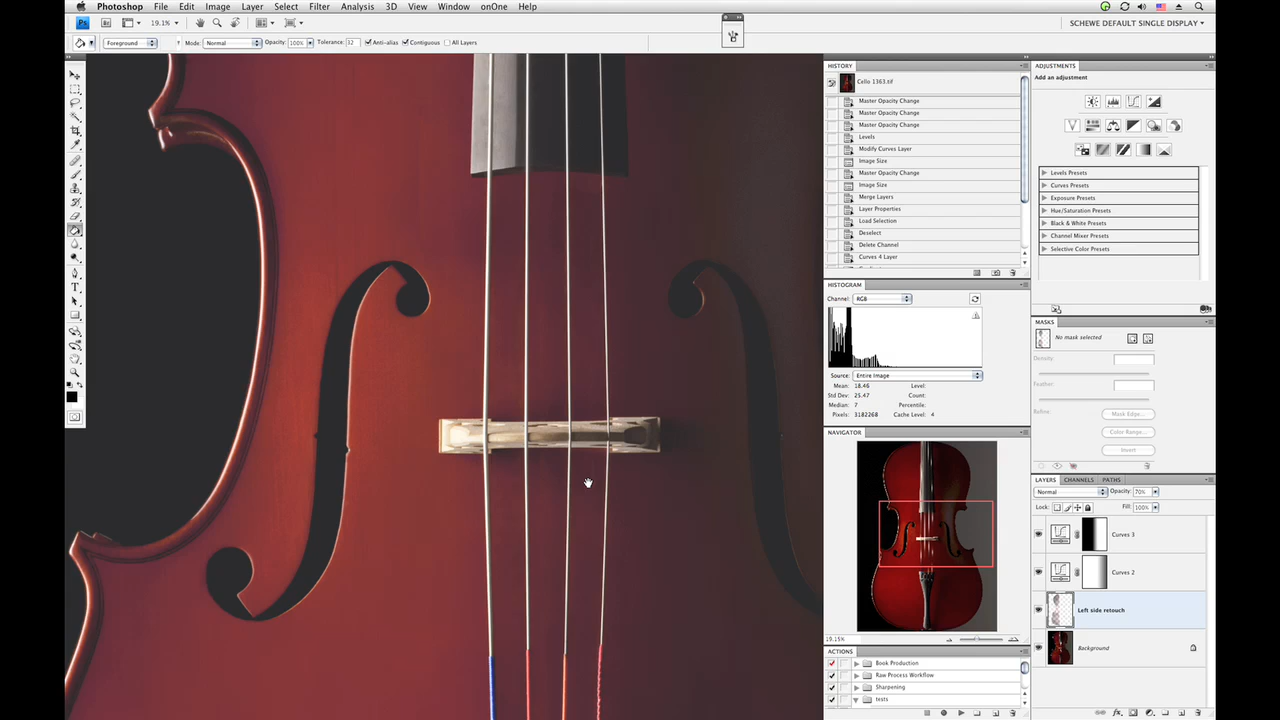 Photoshop File Edit Image Layer Select Filter Analysis 3D View Window onOne Help
19.1% SCHEWE DEFAULT SINGLE DISPLAY
Foreground Mode: Normal Opacity: 100% Tolerance: 32 Anti-alias Contiguous All Layers
HISTORY
Cello 1363.tif
Master Opacity Change
Master Opacity Change
Master Opacity Change
Levels
Modify Curves Layer
Image Size
Master Opacity Change
Image Size
Merge Layers
Layer Properties
Load Selection
Deselect
Delete Channel
Curves 4 Layer
HISTOGRAM
Channel: RGB
Source: Entire Image
Mean: 18.46 Level:
Std Dev: 25.47 Count:
Median: 7 Percentile:
Pixels: 3182268 Cache Level: 4
NAVIGATOR
19.15%
ACTIONS
Book Production
Raw Process Workflow
Sharpening
tests
ADJUSTMENTS
Add an adjustment
Levels Presets
Curves Presets
Exposure Presets
Hue/Saturation Presets
Black & White Presets
Channel Mixer Presets
Selective Color Presets
MASKS
No mask selected
Density:
Feather:
Refine: Mask Edge...
Color Range...
Invert
LAYERS CHANNELS PATHS
Normal Opacity: 70%
Lock: Fill: 100%
Curves 3
Curves 2
Left side retouch
Background